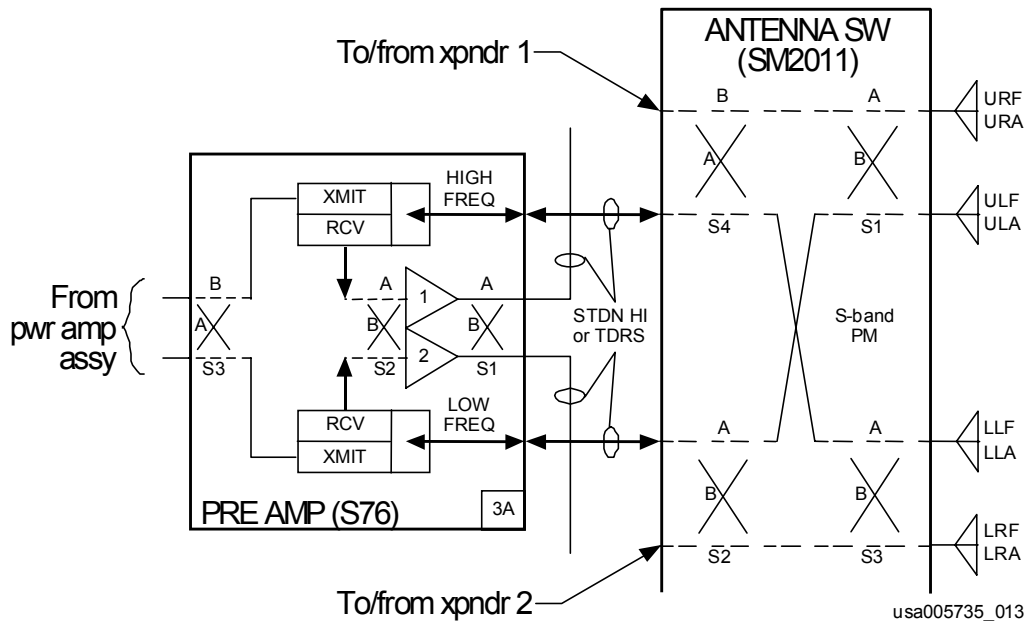 To/from xpndr 1
ANTENNA SW
(SM2011)
B
A
URF
URA
A
B
S4
S1
ULF
ULA
XMIT
RCV
HIGH
FREQ
From
pwr amp
assy
B
A
S3
A
B
S2
1
2
A
B
S1
STDN HI
or TDRS
S-band
PM
RCV
XMIT
LOW
FREQ
A
A
LLF
LLA
B
B
S2
S3
LRF
LRA
PRE AMP (S76)
3A
To/from xpndr 2
usa005735_013